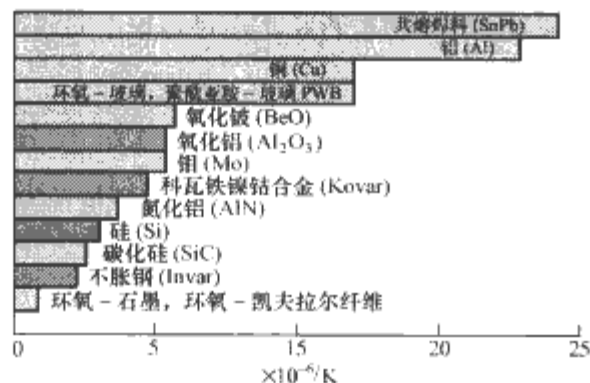 共熔焊料 (SnPb)
铝 (Al)
铜 (Cu)
环氧－玻璃，聚酰亚胺－玻璃 PWB
氧化铍 (BeO)
氧化铝 (Al₂O₃)
钼 (Mo)
科瓦铁镍钴合金 (Kovar)
氮化铝 (AlN)
硅 (Si)
碳化硅 (SiC)
不胀钢 (Invar)
环氧－石墨，环氧－凯夫拉尔纤维
0 5 15 20 25
×10⁻⁶/K